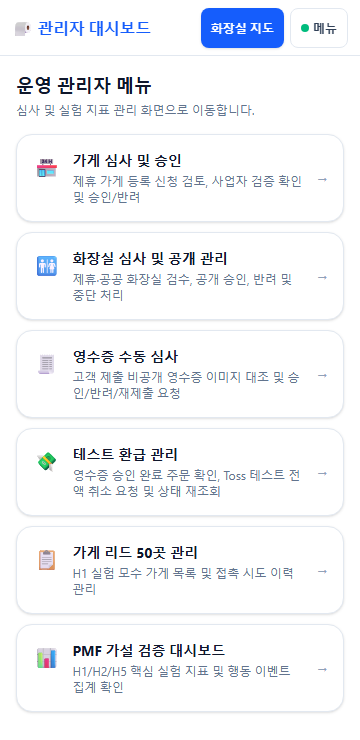 관리자 대시보드
화장실 지도
메뉴
운영 관리자 메뉴
심사 및 실험 지표 관리 화면으로 이동합니다.
가게 심사 및 승인
제휴 가게 등록 신청 검토, 사업자 검증 확인
및 승인/반려
→
화장실 심사 및 공개 관리
제휴·공공 화장실 검수, 공개 승인, 반려 및
중단 처리
→
영수증 수동 심사
고객 제출 비공개 영수증 이미지 대조 및 승
인/반려/재제출 요청
→
테스트 환급 관리
영수증 승인 완료 주문 확인, Toss 테스트 전
액 취소 요청 및 상태 재조회
→
가게 리드 50곳 관리
H1 실험 모수 가게 목록 및 접촉 시도 이력
관리
→
PMF 가설 검증 대시보드
H1/H2/H5 핵심 실험 지표 및 행동 이벤트
집계 확인
→